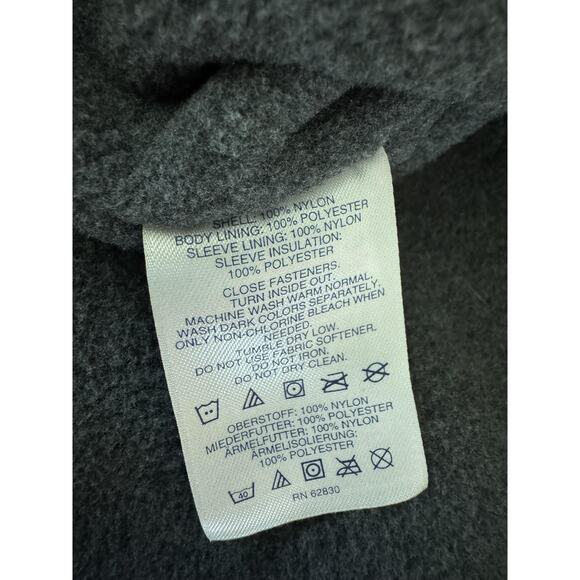 SHELL: 100% NYLON
BODY LINING: 100% POLYESTER
SLEEVE LINING: 100% NYLON
SLEEVE INSULATION:
100% POLYESTER
CLOSE FASTENERS.
TURN INSIDE OUT.
MACHINE WASH WARM NORMAL.
WASH DARK COLORS SEPARATELY.
ONLY NON-CHLORINE BLEACH WHEN
NEEDED.
TUMBLE DRY LOW.
DO NOT USE FABRIC SOFTENER.
DO NOT IRON.
DO NOT DRY CLEAN.
OBERSTOFF: 100% NYLON
MIEDERFUTTER: 100% POLYESTER
ÄRMELFUTTER: 100% NYLON
ÄRMELISOLIERUNG:
100% POLYESTER
40
RN 62830